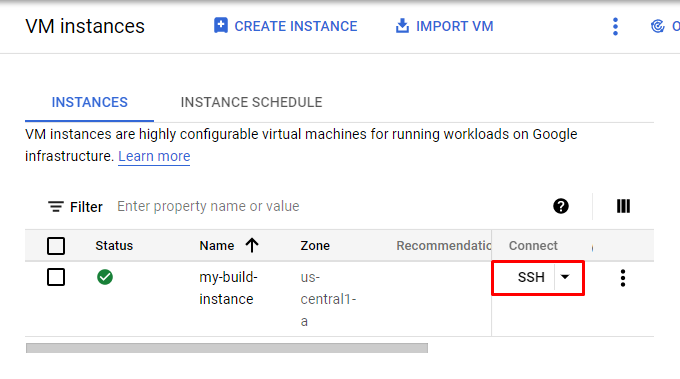 VM instances CREATE INSTANCE IMPORT VM
INSTANCES INSTANCE SCHEDULE
VM instances are highly configurable virtual machines for running workloads on Google
infrastructure. Learn more
Filter Enter property name or value
Status Name Zone Recommendatio Connect
my-build- us- SSH
instance central1-
a